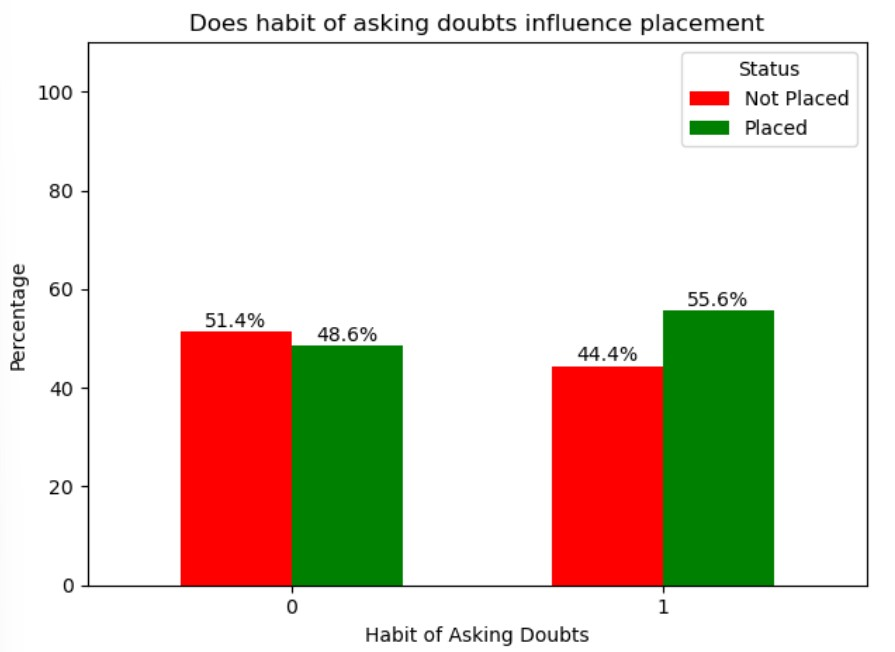 Does habit of asking doubts influence placement
Status
Not Placed
Placed
Percentage
100
80
60
40
20
0
51.4%
48.6%
44.4%
55.6%
0
1
Habit of Asking Doubts